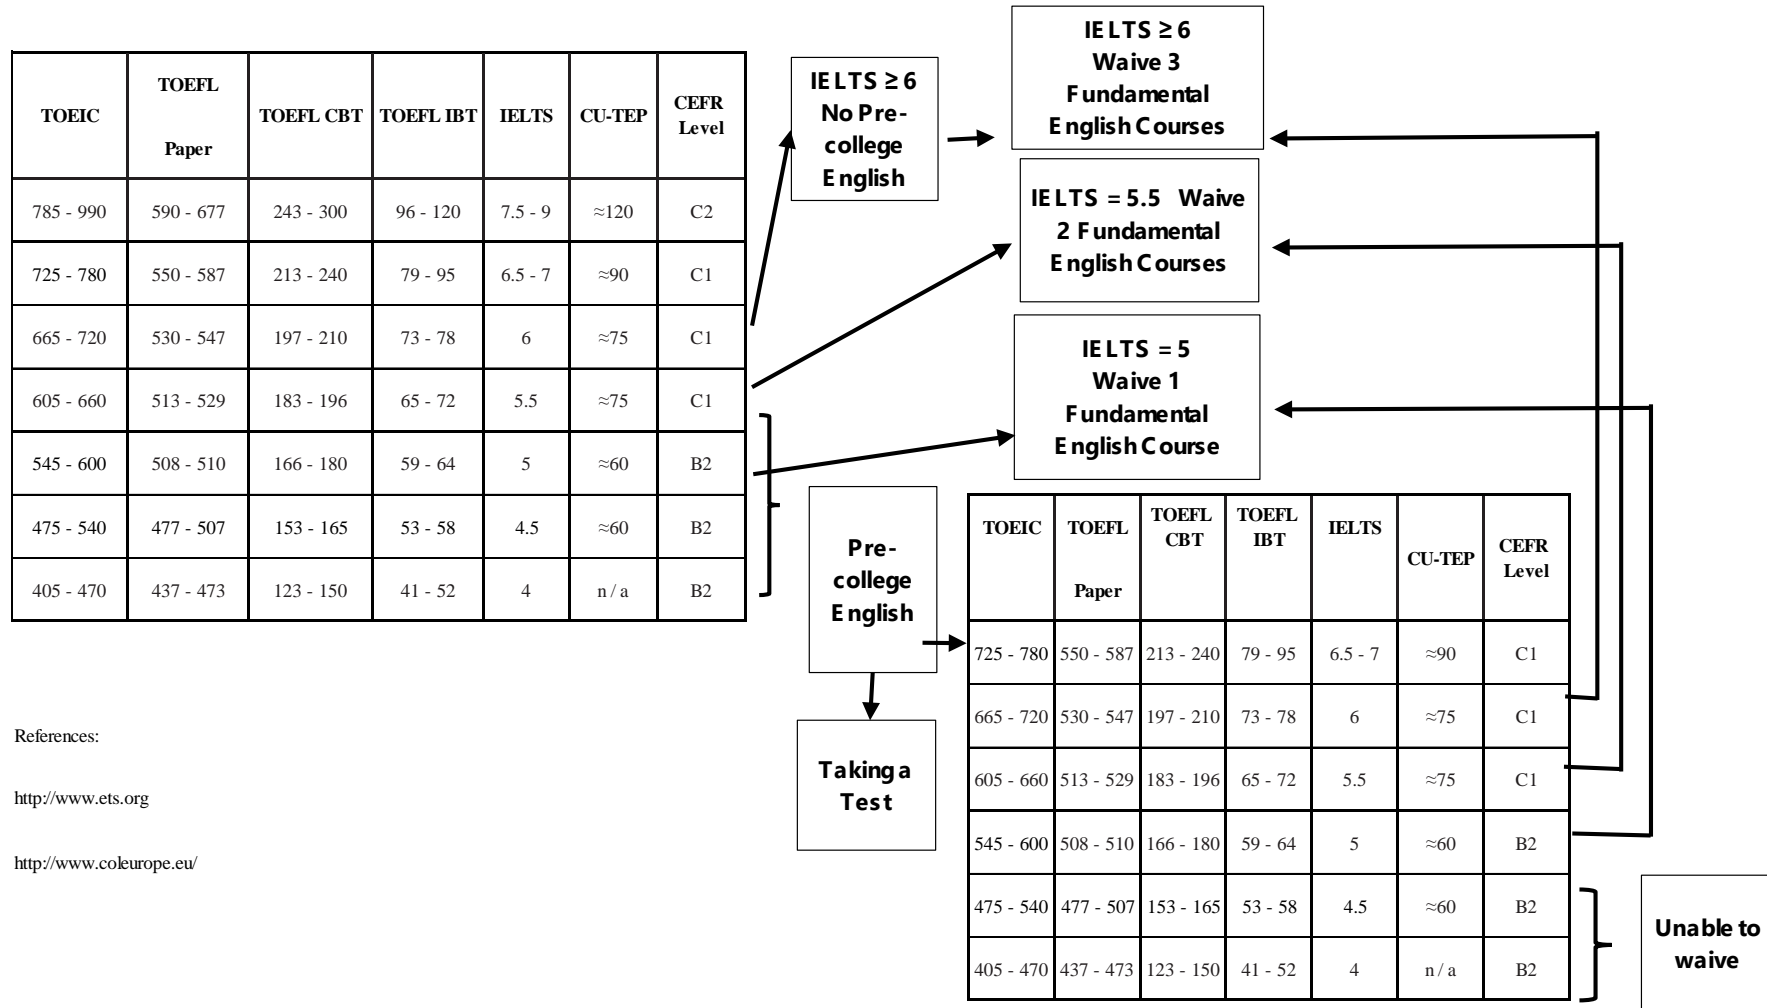 TOEIC TOEFL Paper TOEFL CBT TOEFL IBT IELTS CU-TEP CEFR Level
785 - 990 590 - 677 243 - 300 96 - 120 7.5 - 9 ≈120 C2
725 - 780 550 - 587 213 - 240 79 - 95 6.5 - 7 ≈90 C1
665 - 720 530 - 547 197 - 210 73 - 78 6 ≈75 C1
605 - 660 513 - 529 183 - 196 65 - 72 5.5 ≈75 C1
545 - 600 508 - 510 166 - 180 59 - 64 5 ≈60 B2
475 - 540 477 - 507 153 - 165 53 - 58 4.5 ≈60 B2
405 - 470 437 - 473 123 - 150 41 - 52 4 n/a B2
IELTS ≥ 6
No Pre-
college
English
IELTS ≥ 6
Waive 3
Fundamental
English Courses
IELTS = 5.5 Waive
2 Fundamental
English Courses
IELTS = 5
Waive 1
Fundamental
English Course
Pre-
college
English
Taking a
Test
TOEIC TOEFL Paper TOEFL CBT TOEFL IBT IELTS CU-TEP CEFR Level
725 - 780 550 - 587 213 - 240 79 - 95 6.5 - 7 ≈90 C1
665 - 720 530 - 547 197 - 210 73 - 78 6 ≈75 C1
605 - 660 513 - 529 183 - 196 65 - 72 5.5 ≈75 C1
545 - 600 508 - 510 166 - 180 59 - 64 5 ≈60 B2
475 - 540 477 - 507 153 - 165 53 - 58 4.5 ≈60 B2
405 - 470 437 - 473 123 - 150 41 - 52 4 n/a B2
Unable to
waive
References:
http://www.ets.org
http://www.coleurope.eu/